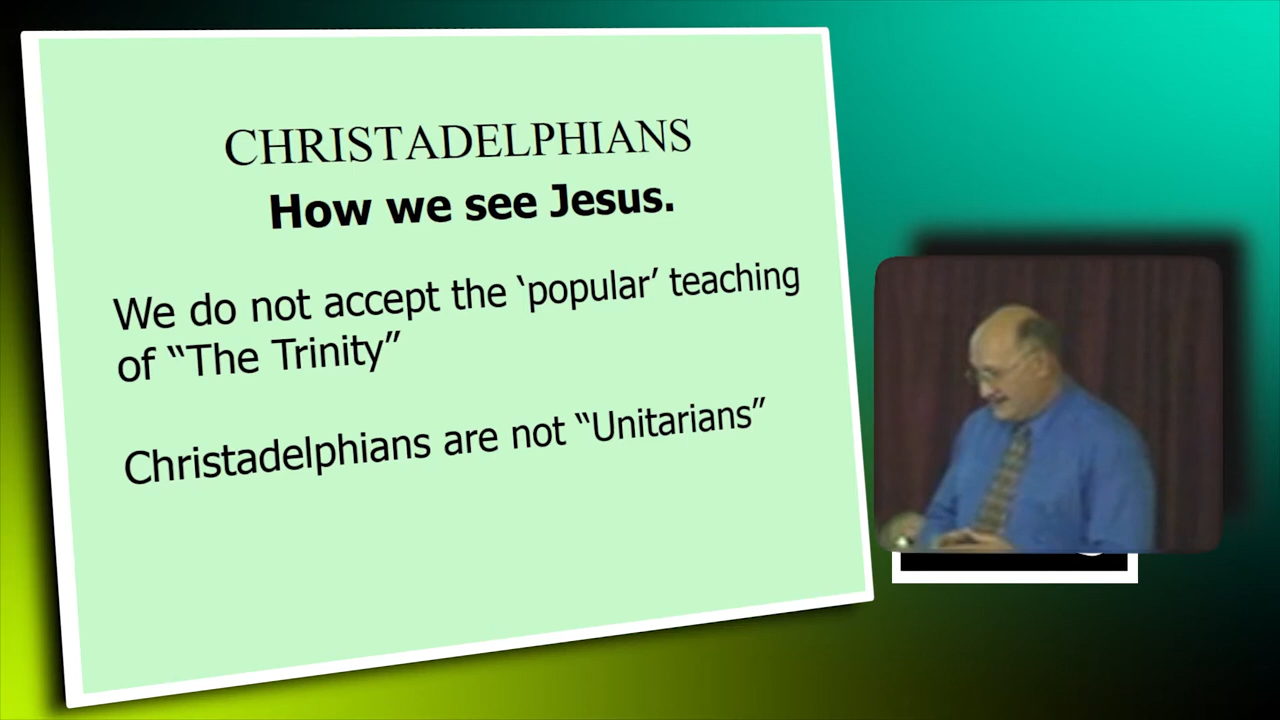 CHRISTADELPHIANS
How we see Jesus.
We do not accept the ‘popular’ teaching
of “The Trinity”
Christadelphians are not “Unitarians”